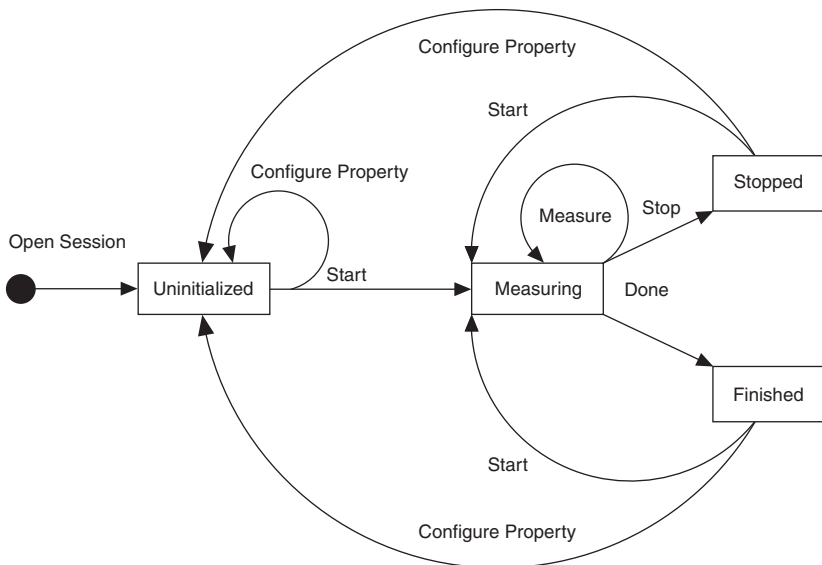 Configure Property
Start
Configure Property
Stopped
Measure
Stop
Open Session
Start
Uninitialized
Measuring
Done
Finished
Start
Configure Property